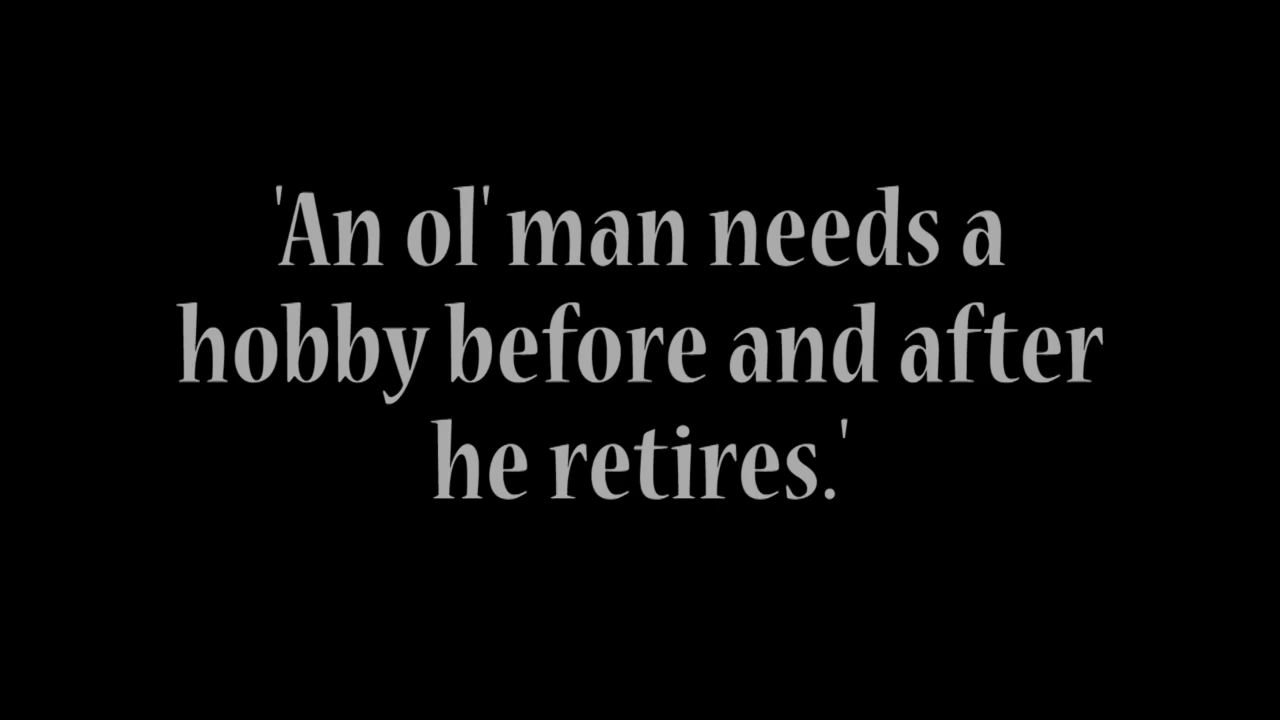 'An ol' man needs a
hobby before and after
he retires.'